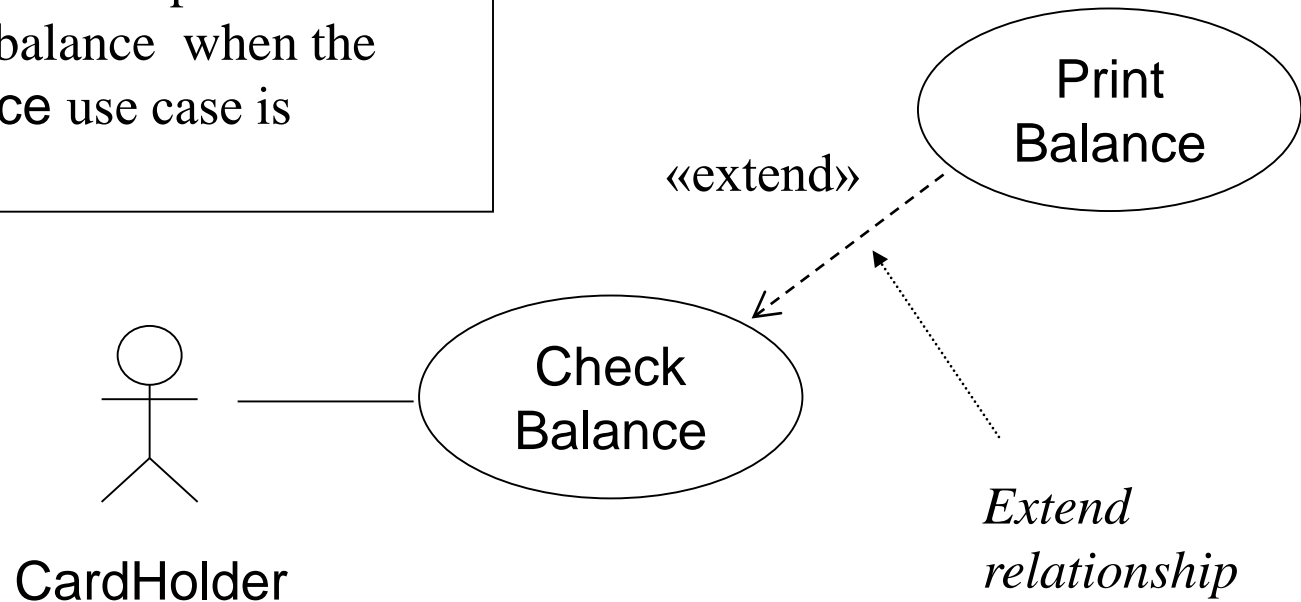 balance when the
ce use case is
Print
Balance
«extend»
Check
Balance
Extend
relationship
CardHolder